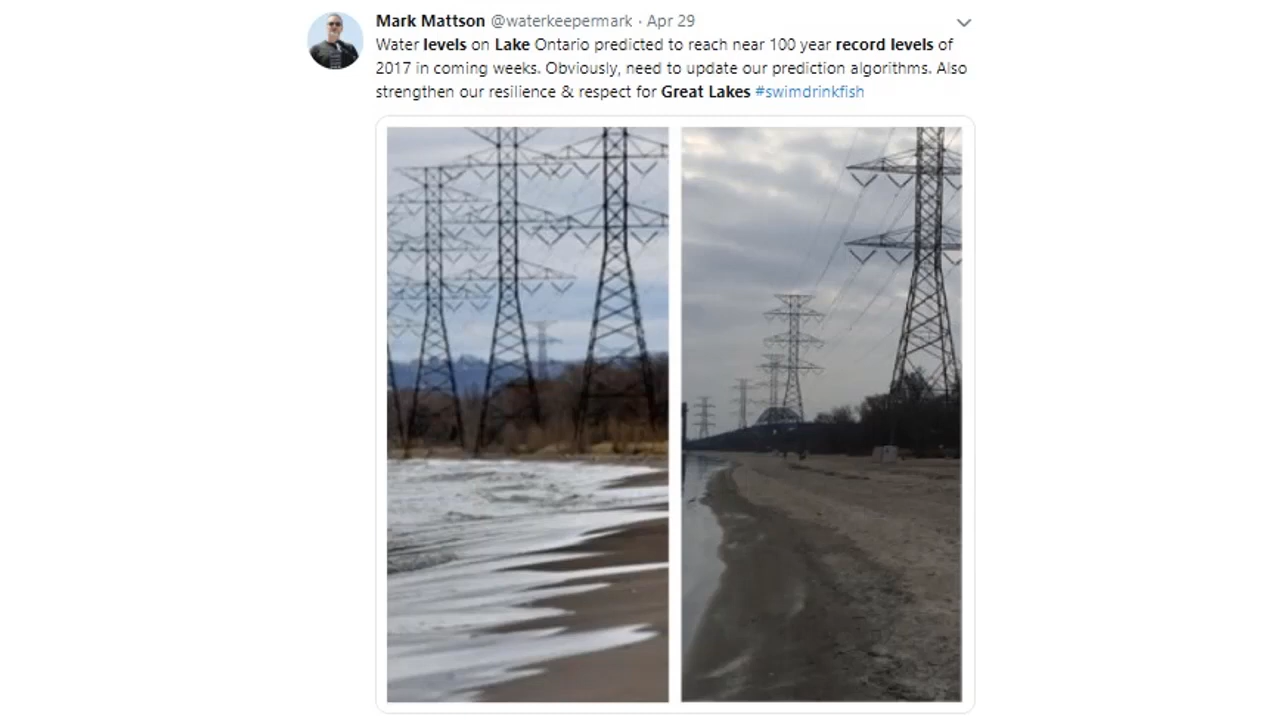 Mark Mattson @waterkeepermark · Apr 29
Water levels on Lake Ontario predicted to reach near 100 year record levels of
2017 in coming weeks. Obviously, need to update our prediction algorithms. Also
strengthen our resilience & respect for Great Lakes #swimdrinkfish